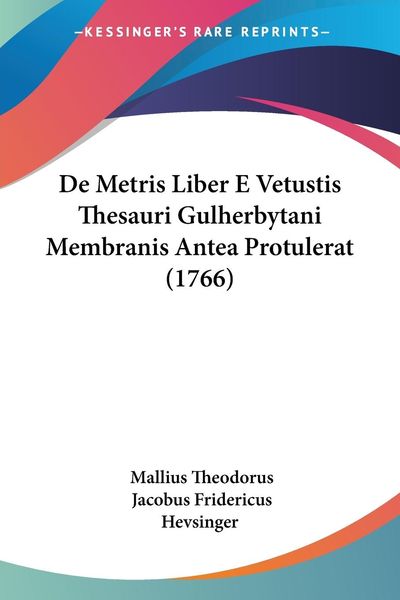 KESSINGER'S RARE REPRINTS
De Metris Liber E Vetustis
Thesauri Gulherbytani
Membranis Antea Protulerat
(1766)
Mallius Theodorus
Jacobus Fridericus
Hevsinger